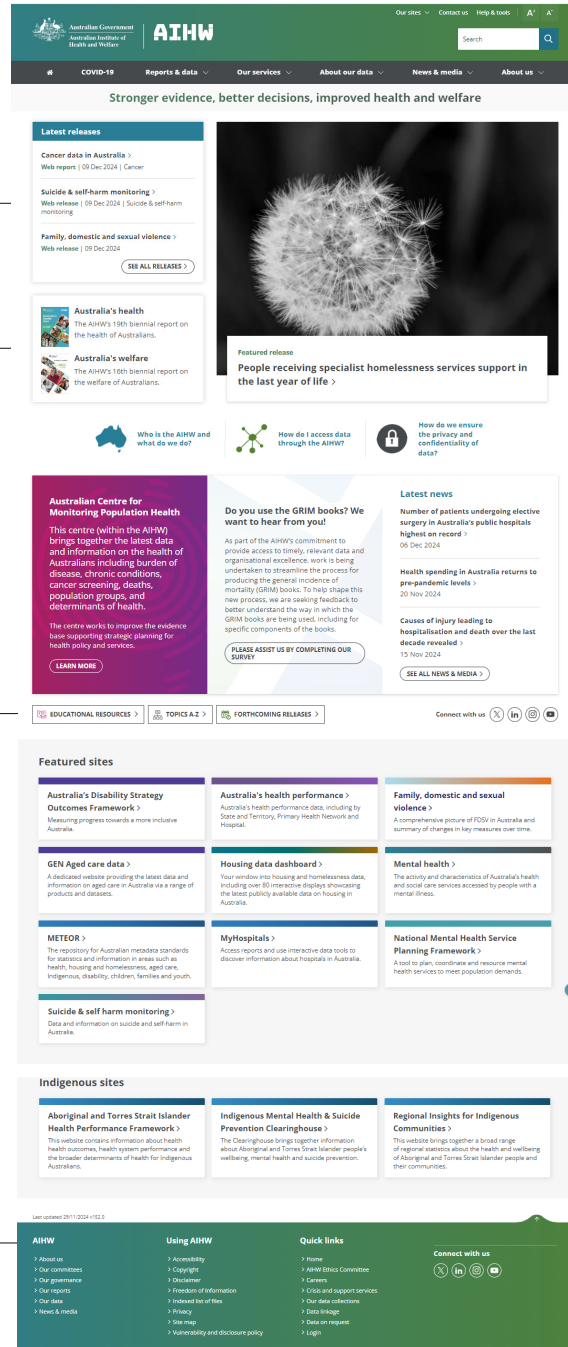 Our sites
Contact us
Help & tools
A+
A-
Australian Government
Australian Institute of
Health and Welfare
AIHW
Search
COVID-19
Reports & data
Our services
About our data
News & media
About us
Stronger evidence, better decisions, improved health and welfare
Latest releases
Cancer data in Australia >
Web report | 09 Dec 2024 | Cancer
Suicide & self-harm monitoring >
Web release | 09 Dec 2024 | Suicide & self-harm
monitoring
Family, domestic and sexual violence >
Web release | 09 Dec 2024
SEE ALL RELEASES >
Australia's health
The AIHW's 19th biennial report on
the health of Australians.
Australia's welfare
The AIHW's 16th biennial report on
the welfare of Australians.
Featured release
People receiving specialist homelessness services support in
the last year of life >
Who is the AIHW and
what do we do?
How do I access data
through the AIHW?
How do we ensure
the privacy and
confidentiality of
data?
Australian Centre for
Monitoring Population Health
This centre (within the AIHW)
brings together the latest data
and information on the health of
Australians including burden of
disease, chronic conditions,
cancer screening, deaths,
population groups, and
determinants of health.
The centre works to improve the evidence
base supporting strategic planning for
health policy and services.
LEARN MORE
Do you use the GRIM books? We
want to hear from you!
As part of the AIHW's commitment to
provide access to timely, relevant data and
organisational excellence, work is being
undertaken to streamline the process for
producing the general incidence of
mortality (GRIM) books. To help shape this
new process, we are seeking feedback to
better understand the way in which the
GRIM books are being used, including for
specific components of the books.
PLEASE ASSIST US BY COMPLETING OUR
SURVEY
Latest news
Number of patients undergoing elective
surgery in Australia's public hospitals
highest on record >
06 Dec 2024
Health spending in Australia returns to
pre-pandemic levels >
20 Nov 2024
Causes of injury leading to
hospitalisation and death over the last
decade revealed >
15 Nov 2024
SEE ALL NEWS & MEDIA >
EDUCATIONAL RESOURCES >
TOPICS A-Z >
FORTHCOMING RELEASES >
Connect with us
Featured sites
Australia's Disability Strategy
Outcomes Framework >
Measuring progress towards a more inclusive
Australia.
Australia's health performance >
Australia's health performance data, including by
State and Territory, Primary Health Network and
Hospital.
Family, domestic and sexual
violence >
A comprehensive picture of FDSV in Australia and
summary of changes in key measures over time.
GEN Aged care data >
A dedicated website providing the latest data and
information on aged care in Australia via a range of
products and datasets.
Housing data dashboard >
Your window into housing and homelessness data,
including over 80 interactive displays showcasing
the latest publicly available data on housing in
Australia.
Mental health >
The activity and characteristics of Australia's health
and social care services accessed by people with a
mental illness.
METEOR >
The repository for Australian metadata standards
for statistics and information in areas such as
health, housing and homelessness, aged care,
Indigenous, disability, children, families and youth.
MyHospitals >
Access reports and use interactive data tools to
discover information about hospitals in Australia.
National Mental Health Service
Planning Framework >
A tool to plan, coordinate and resource mental
health services to meet population demands.
Suicide & self harm monitoring >
Data and information on suicide and self-harm in
Australia.
Indigenous sites
Aboriginal and Torres Strait Islander
Health Performance Framework >
This website contains information about health
health outcomes, health system performance and
the broader determinants of health for Indigenous
Australians.
Indigenous Mental Health & Suicide
Prevention Clearinghouse >
The Clearinghouse brings together information
about Aboriginal and Torres Strait Islander people's
wellbeing, mental health and suicide prevention.
Regional Insights for Indigenous
Communities >
This website brings together a broad range
of regional statistics about the health and wellbeing
of Aboriginal and Torres Strait Islander people and
their communities.
Last updated 29/11/2024 v152.0
AIHW
> About us
> Our committees
> Our governance
> Our reports
> Our data
> News & media
Using AIHW
> Accessibility
> Copyright
> Disclaimer
> Freedom of Information
> Indexed list of files
> Privacy
> Site map
> Vulnerability and disclosure policy
Quick links
> Home
> AIHW Ethics Committee
> Careers
> Crisis and support services
> Our data collections
> Data linkage
> Data on request
> Login
Connect with us